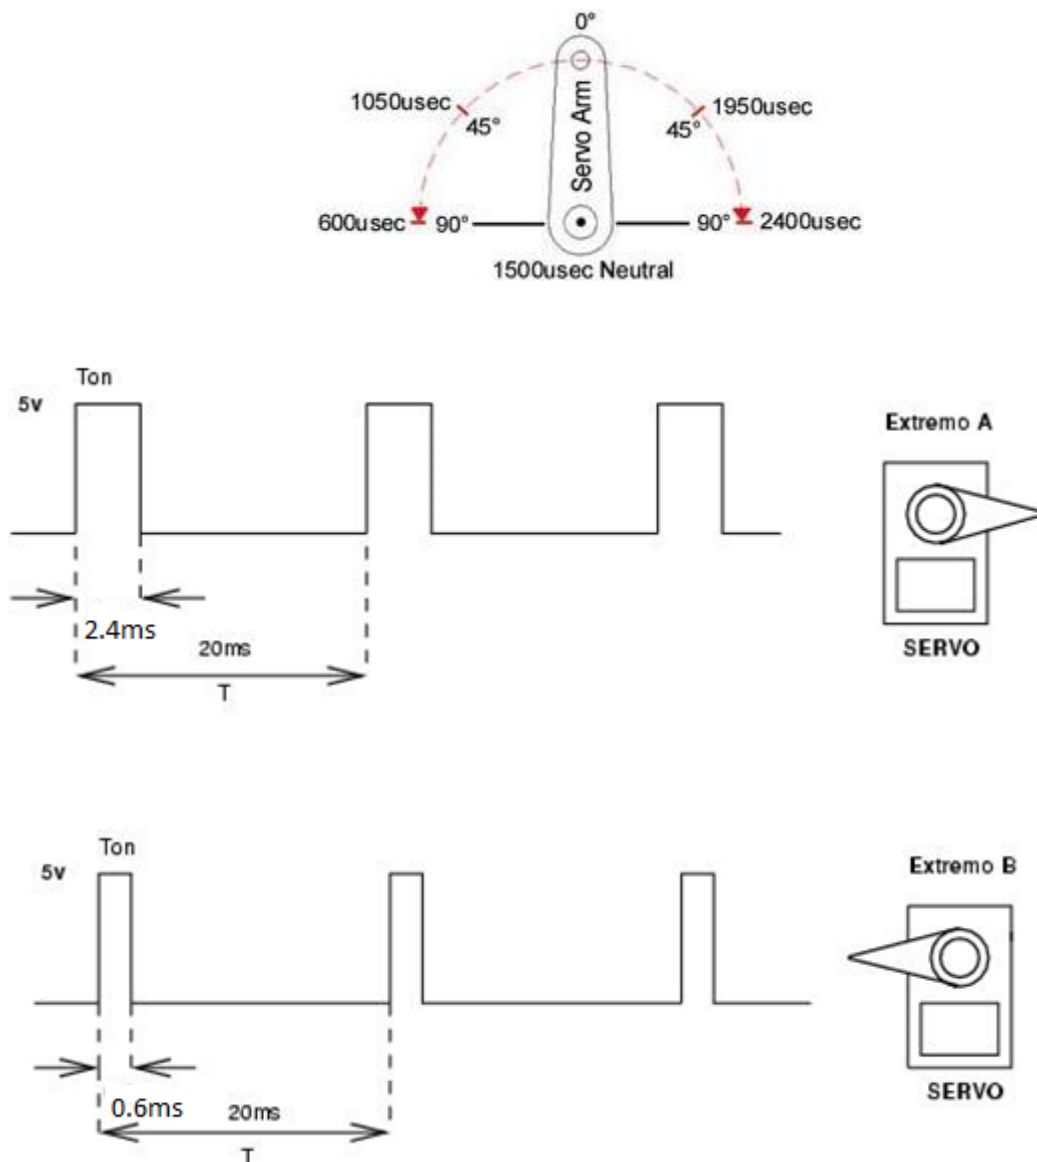 0°
1050usec
1950usec
45°
45°
Servo Arm
600usec
90°
90°
2400usec
1500usec Neutral
Ton
5v
Extremo A
2.4ms
20ms
T
SERVO
Ton
5v
Extremo B
0.6ms
20ms
T
SERVO